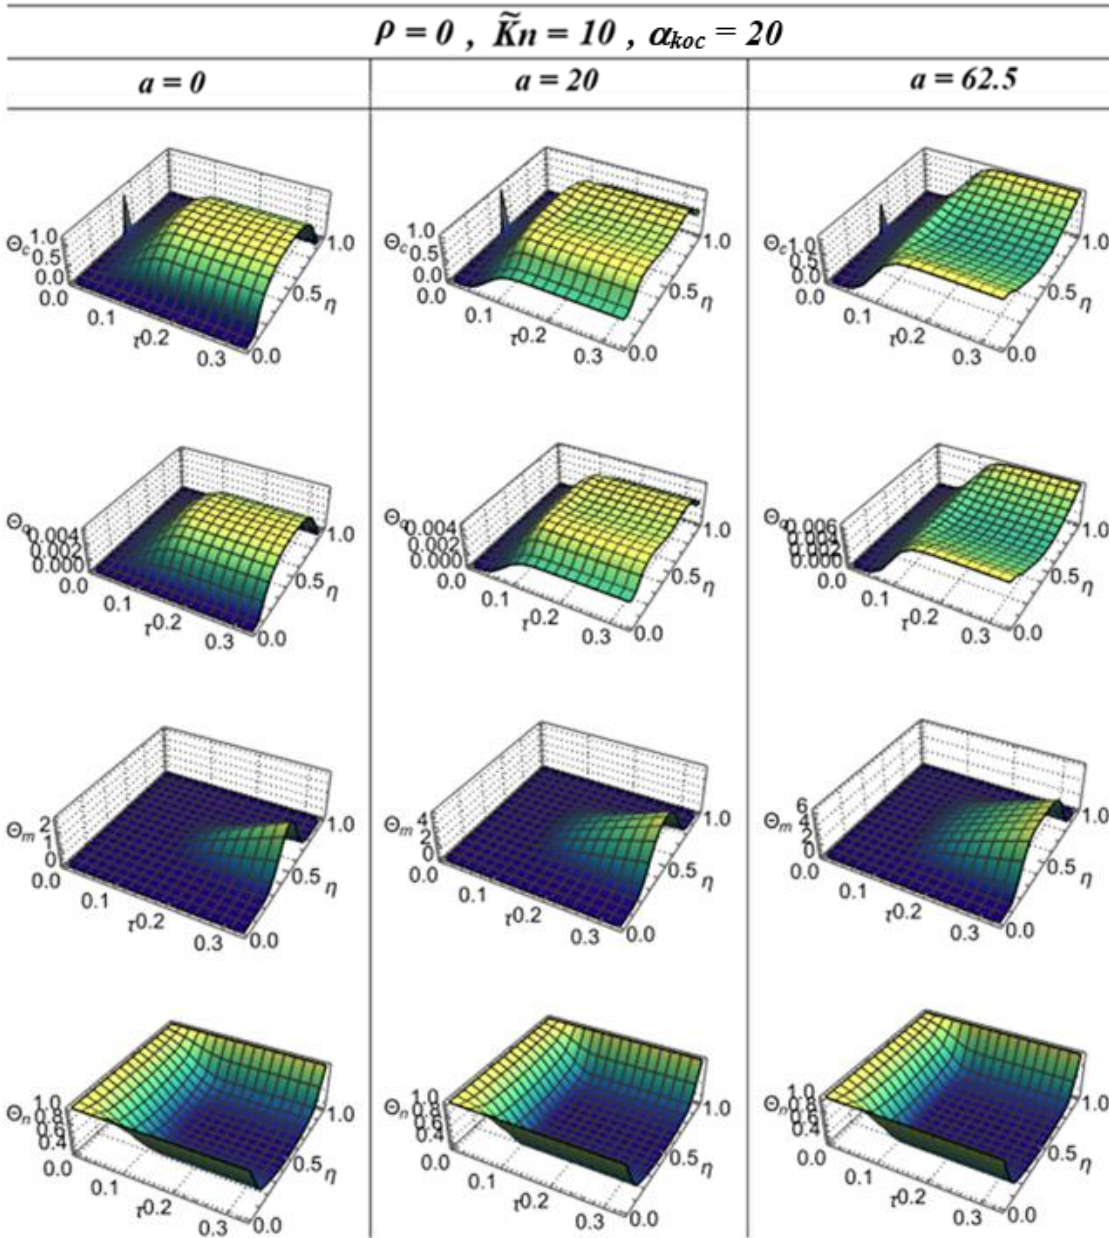 ρ = 0 , K̃n = 10 , α_koc = 20
a = 0 a = 20 a = 62.5
Θc 1.0 0.5 0.0 0.0 0.1 τ 0.2 0.3 0.0 0.5 1.0 η
Θc 1.0 0.5 0.0 0.0 0.1 τ 0.2 0.3 0.0 0.5 1.0 η
Θc 1.0 0.5 0.0 0.0 0.1 τ 0.2 0.3 0.0 0.5 1.0 η
0.004 0.002 0.000 0.0 0.1 τ 0.2 0.3 0.0 0.5 1.0 η
0.004 0.002 0.000 0.0 0.1 τ 0.2 0.3 0.0 0.5 1.0 η
0.006 0.000 0.0 0.1 τ 0.2 0.3 0.0 0.5 1.0 η
Θm 2 1 0 0.0 0.1 τ 0.2 0.3 0.0 0.5 1.0 η
Θm 4 2 0 0.0 0.1 τ 0.2 0.3 0.0 0.5 1.0 η
Θm 6 4 2 0 0.0 0.1 τ 0.2 0.3 0.0 0.5 1.0 η
Θn 1.0 0.8 0.6 0.4 0.0 0.1 τ 0.2 0.3 0.0 0.5 1.0 η
Θn 1.0 0.8 0.6 0.4 0.0 0.1 τ 0.2 0.3 0.0 0.5 1.0 η
Θn 1.0 0.8 0.6 0.4 0.0 0.1 τ 0.2 0.3 0.0 0.5 1.0 η